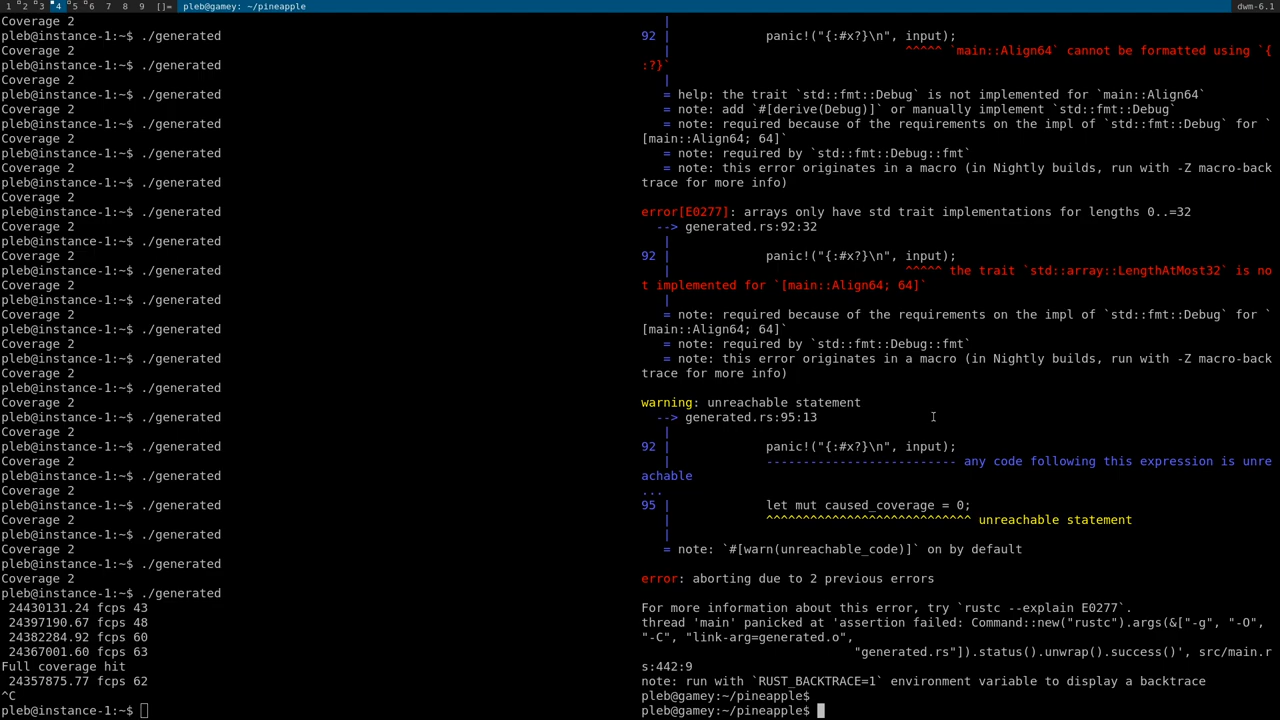 1 2 3 4 5 6 7 8 9 []= pleb@gamey: ~/pineapple dwm-6.1
Coverage 2
pleb@instance-1:~$ ./generated
Coverage 2
pleb@instance-1:~$ ./generated
Coverage 2
pleb@instance-1:~$ ./generated
Coverage 2
pleb@instance-1:~$ ./generated
Coverage 2
pleb@instance-1:~$ ./generated
Coverage 2
pleb@instance-1:~$ ./generated
Coverage 2
pleb@instance-1:~$ ./generated
Coverage 2
pleb@instance-1:~$ ./generated
Coverage 2
pleb@instance-1:~$ ./generated
Coverage 2
pleb@instance-1:~$ ./generated
Coverage 2
pleb@instance-1:~$ ./generated
Coverage 2
pleb@instance-1:~$ ./generated
Coverage 2
pleb@instance-1:~$ ./generated
Coverage 2
pleb@instance-1:~$ ./generated
Coverage 2
pleb@instance-1:~$ ./generated
Coverage 2
pleb@instance-1:~$ ./generated
Coverage 2
pleb@instance-1:~$ ./generated
Coverage 2
pleb@instance-1:~$ ./generated
Coverage 2
pleb@instance-1:~$ ./generated
Coverage 2
pleb@instance-1:~$ ./generated
24430131.24 fcps 43
24397190.67 fcps 48
24382284.92 fcps 60
24367001.60 fcps 63
Full coverage hit
24357875.77 fcps 62
^C
pleb@instance-1:~$
|
92 | panic!("{:#x?}\n", input);
| ^^^^^ `main::Align64` cannot be formatted using `{
:?}`
|
= help: the trait `std::fmt::Debug` is not implemented for `main::Align64`
= note: add `#[derive(Debug)]` or manually implement `std::fmt::Debug`
= note: required because of the requirements on the impl of `std::fmt::Debug` for `
[main::Align64; 64]`
= note: required by `std::fmt::Debug::fmt`
= note: this error originates in a macro (in Nightly builds, run with -Z macro-back
trace for more info)
error[E0277]: arrays only have std trait implementations for lengths 0..=32
--> generated.rs:92:32
|
92 | panic!("{:#x?}\n", input);
| ^^^^^ the trait `std::array::LengthAtMost32` is no
t implemented for `[main::Align64; 64]`
|
= note: required because of the requirements on the impl of `std::fmt::Debug` for `
[main::Align64; 64]`
= note: required by `std::fmt::Debug::fmt`
= note: this error originates in a macro (in Nightly builds, run with -Z macro-back
trace for more info)
warning: unreachable statement
--> generated.rs:95:13
|
92 | panic!("{:#x?}\n", input);
| -------------------------- any code following this expression is unre
achable
...
95 | let mut caused_coverage = 0;
| ^^^^^^^^^^^^^^^^^^^^^^^^^^^^ unreachable statement
|
= note: `#[warn(unreachable_code)]` on by default
error: aborting due to 2 previous errors
For more information about this error, try `rustc --explain E0277`.
thread 'main' panicked at 'assertion failed: Command::new("rustc").args(&["-g", "-O",
"-C", "link-arg=generated.o",
"generated.rs"]).status().unwrap().success()', src/main.r
s:442:9
note: run with `RUST_BACKTRACE=1` environment variable to display a backtrace
pleb@gamey:~/pineapple$
pleb@gamey:~/pineapple$